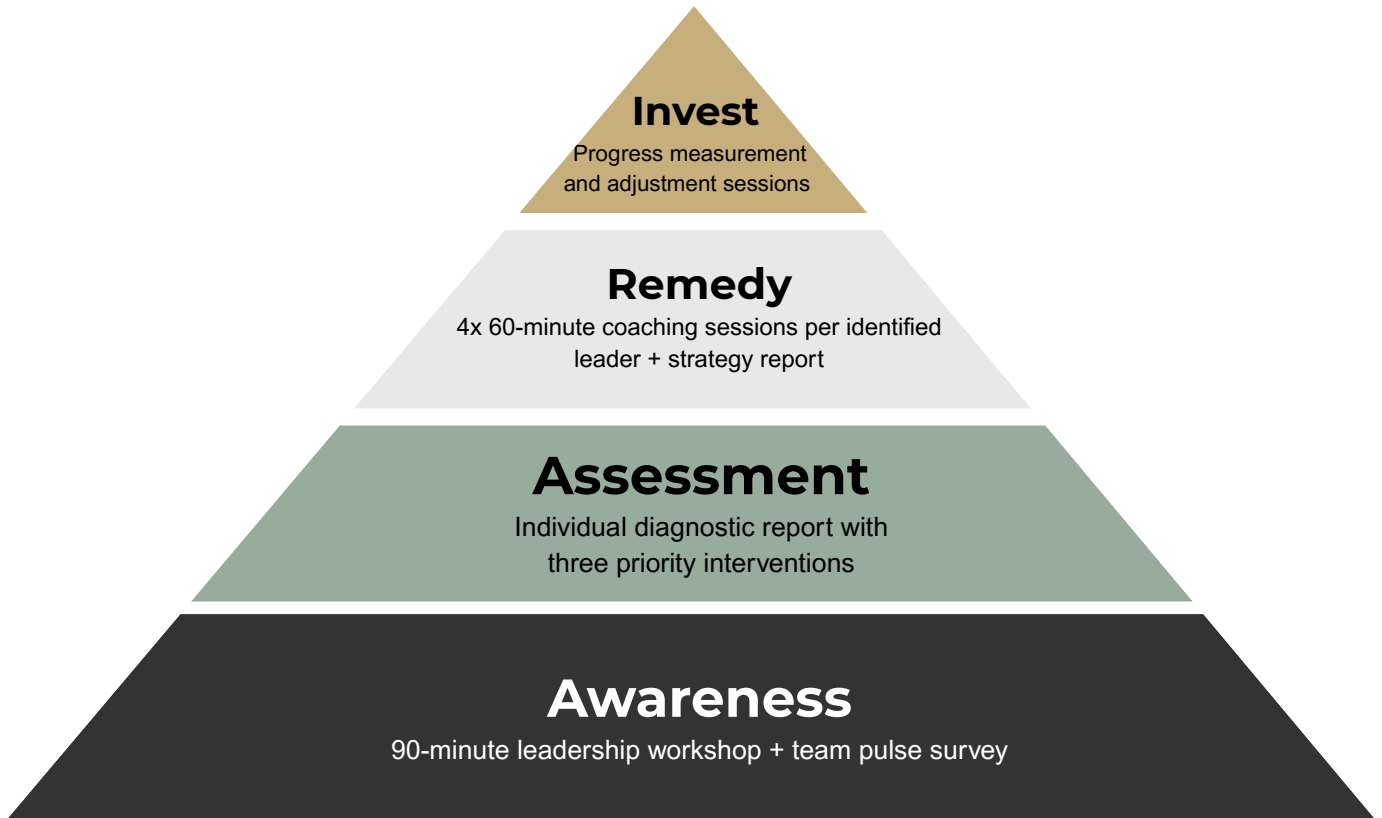 Invest
Progress measurement
and adjustment sessions
Remedy
4x 60-minute coaching sessions per identified
leader + strategy report
Assessment
Individual diagnostic report with
three priority interventions
Awareness
90-minute leadership workshop + team pulse survey